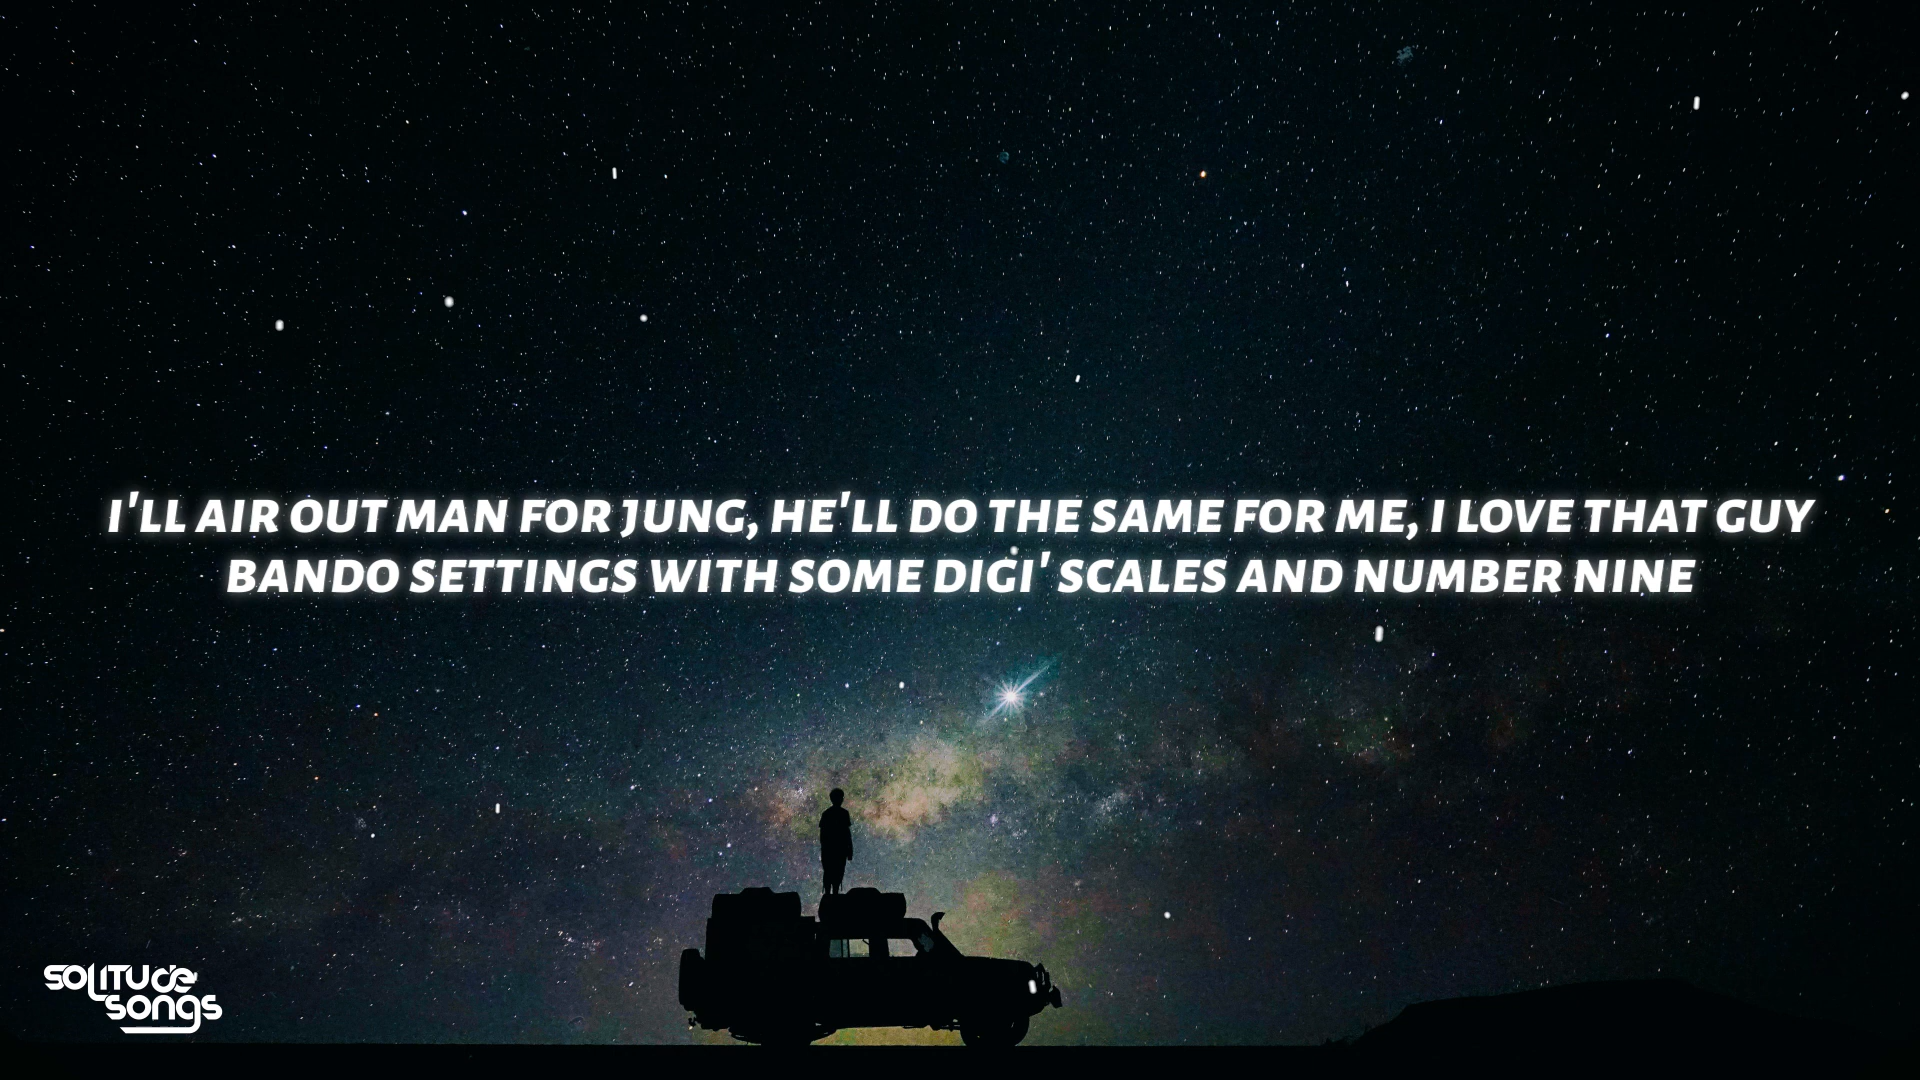 I'LL AIR OUT MAN FOR JUNG, HE'LL DO THE SAME FOR ME, I LOVE THAT GUY
BANDO SETTINGS WITH SOME DIGI' SCALES AND NUMBER NINE
SOLITUDE
SONGS